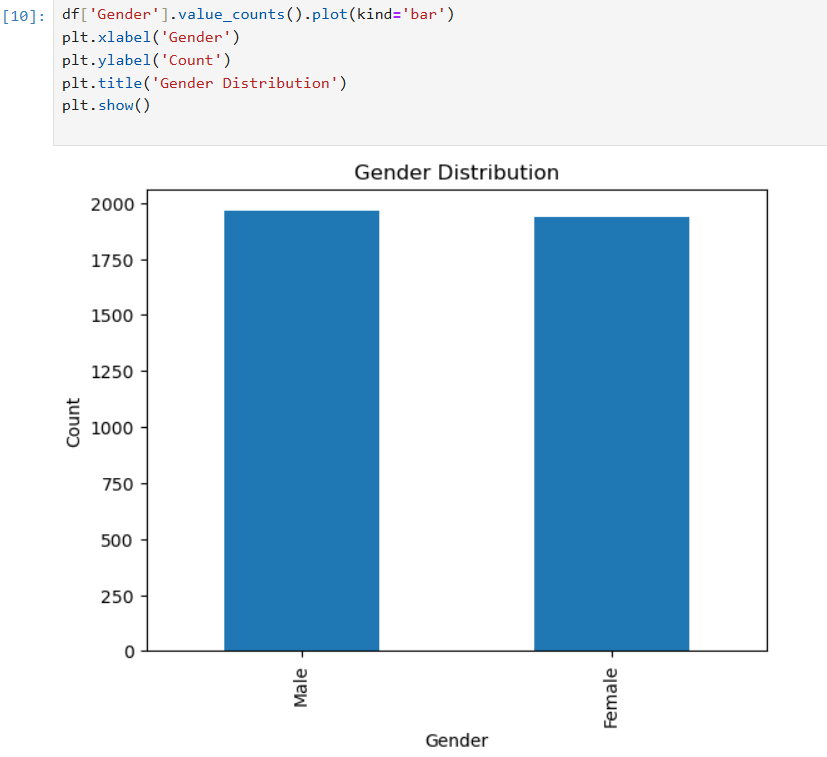 [10]: df['Gender'].value_counts().plot(kind='bar')
plt.xlabel('Gender')
plt.ylabel('Count')
plt.title('Gender Distribution')
plt.show()
Gender Distribution
2000
1750
1500
1250
1000
750
500
250
0
Count
Male
Female
Gender